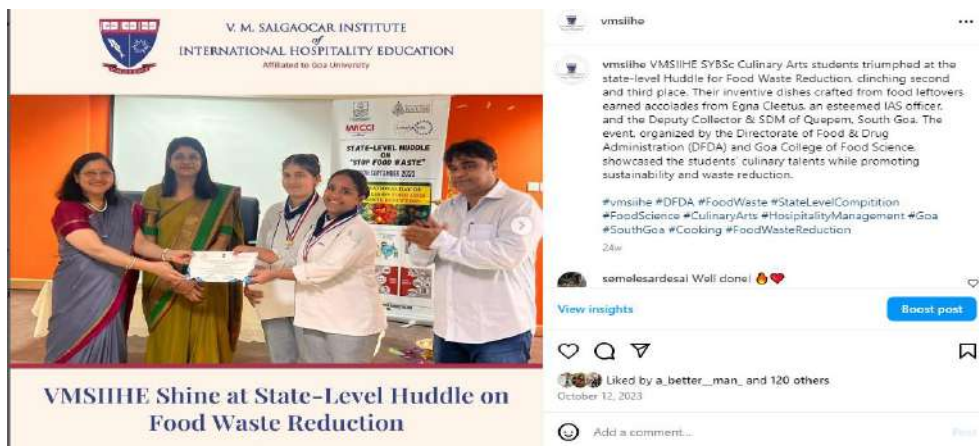 V. M. SALGAOCAR INSTITUTE
of
INTERNATIONAL HOSPITALITY EDUCATION
Affiliated to Goa University
STATE-LEVEL HUDDLE
ON
"STOP FOOD WASTE"
SEPTEMBER 2023
VMSIIHE Shine at State-Level Huddle on
Food Waste Reduction
vmsiihe
vmsiihe VMSIIHE SYBSc Culinary Arts students triumphed at the
state-level Huddle for Food Waste Reduction, clinching second
and third place. Their inventive dishes crafted from food leftovers
earned accolades from Egna Cleetus, an esteemed IAS officer,
and the Deputy Collector & SDM of Quepem, South Goa. The
event, organized by the Directorate of Food & Drug
Administration (DFDA) and Goa College of Food Science,
showcased the students' culinary talents while promoting
sustainability and waste reduction.
#vmsiihe #DFDA #FoodWaste #StateLevelCompitition
#FoodScience #CulinaryArts #HospitalityManagement #Goa
#SouthGoa #Cooking #FoodWasteReduction
24w
semelesardesai Well done! 🔥❤️
View insights
Boost post
Liked by a_better__man_ and 120 others
October 12, 2023
Add a comment...
Post